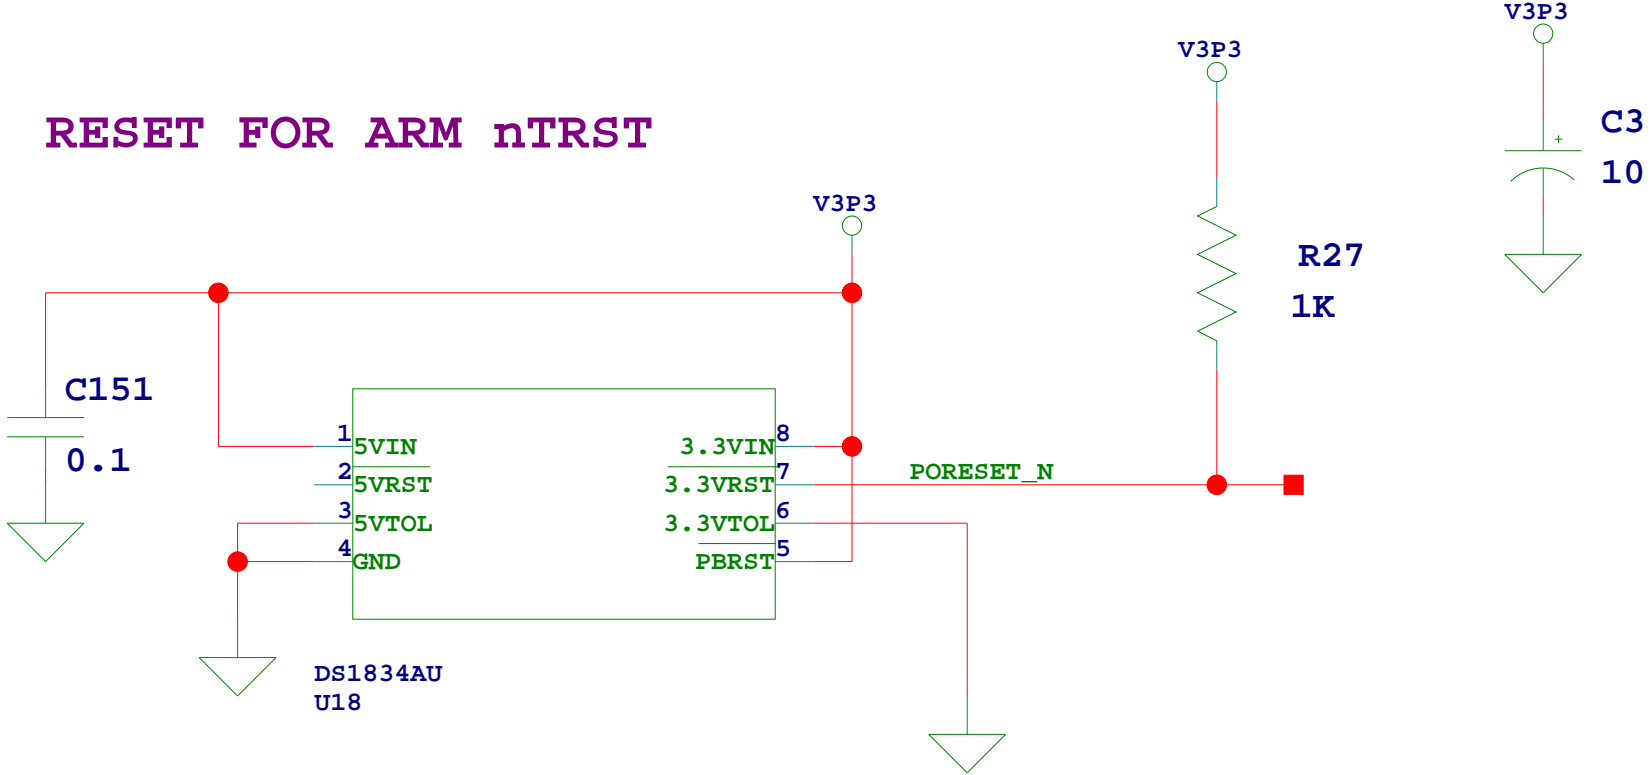 V3P3
V3P3
RESET FOR ARM nTRST
C3
10
V3P3
R27
1K
C151
0.1
1 5VIN
2 5VRST
3 5VTOL
4 GND
3.3VIN 8
3.3VRST 7
3.3VTOL 6
PBRST 5
PORESET_N
DS1834AU
U18
+